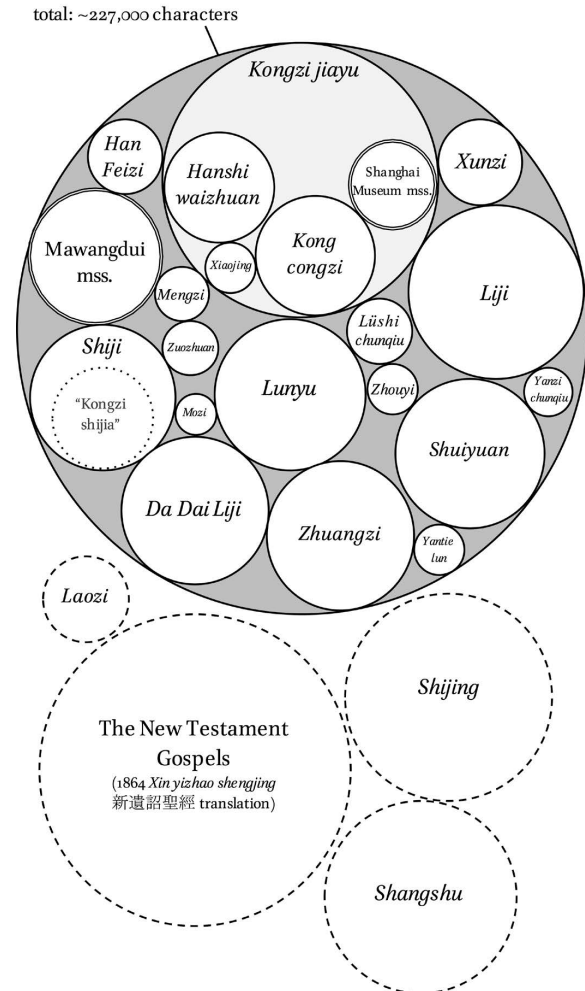 total: ~227,000 characters
Kongzi jiayu
Han
Feizi
Hanshi
waizhuan
Shanghai
Museum mss.
Xunzi
Mawangdui
mss.
Xiaojing
Kong
congzi
Liji
Mengzi
Shiji
Zuozhuan
Lüshi
chunqiu
"Kongzi
shijia"
Mozi
Lunyu
Zhouyi
Yanzi
chunqiu
Shuiyuan
Da Dai Liji
Zhuangzi
Yantie
lun
Laozi
Shijing
The New Testament
Gospels
(1864 Xin yizhao shengjing
新遺詔聖經 translation)
Shangshu